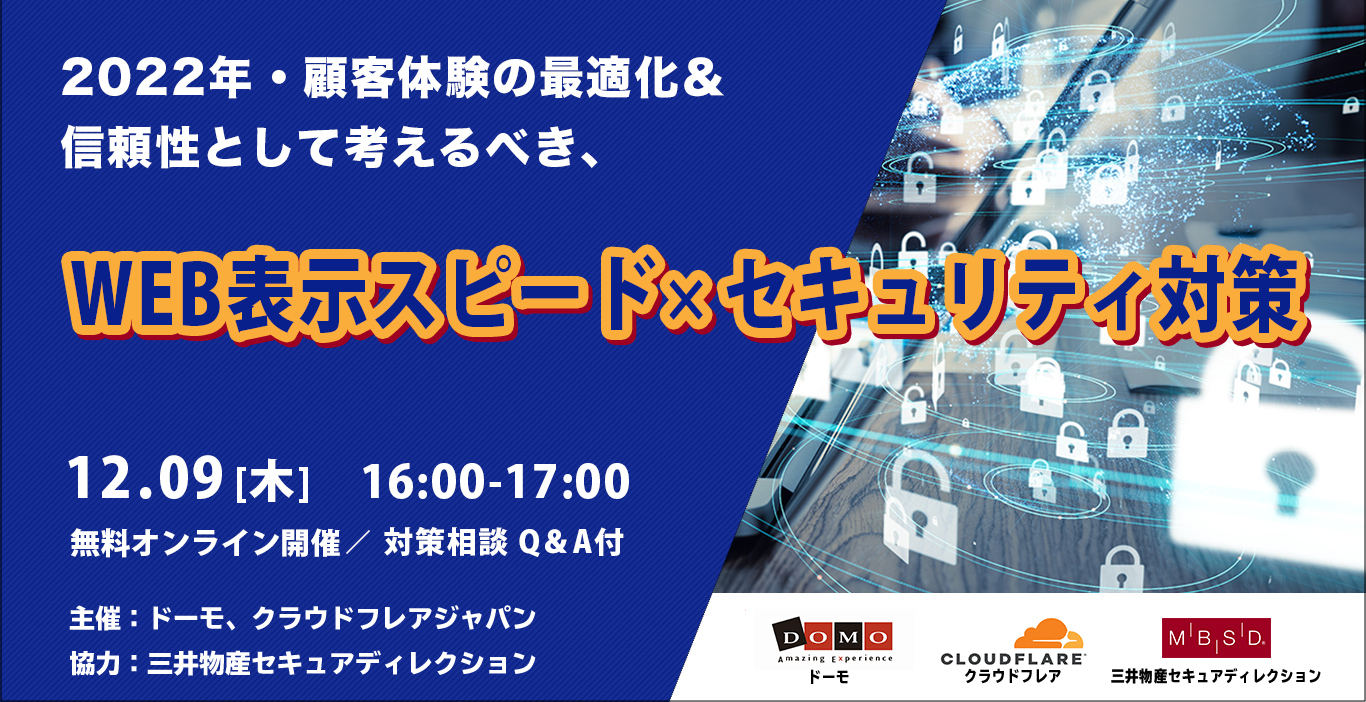 2022年・顧客体験の最適化&
信頼性として考えるべき、
WEB表示スピード×セキュリティ対策
12.09 [木] 16:00-17:00
無料オンライン開催／ 対策相談 Q&A付
主催：ドーモ、クラウドフレアジャパン
協力：三井物産セキュアディレクション
DOMO
Amazing Experience
ドーモ
CLOUDFLARE
クラウドフレア
MBSD
三井物産セキュアディレクション